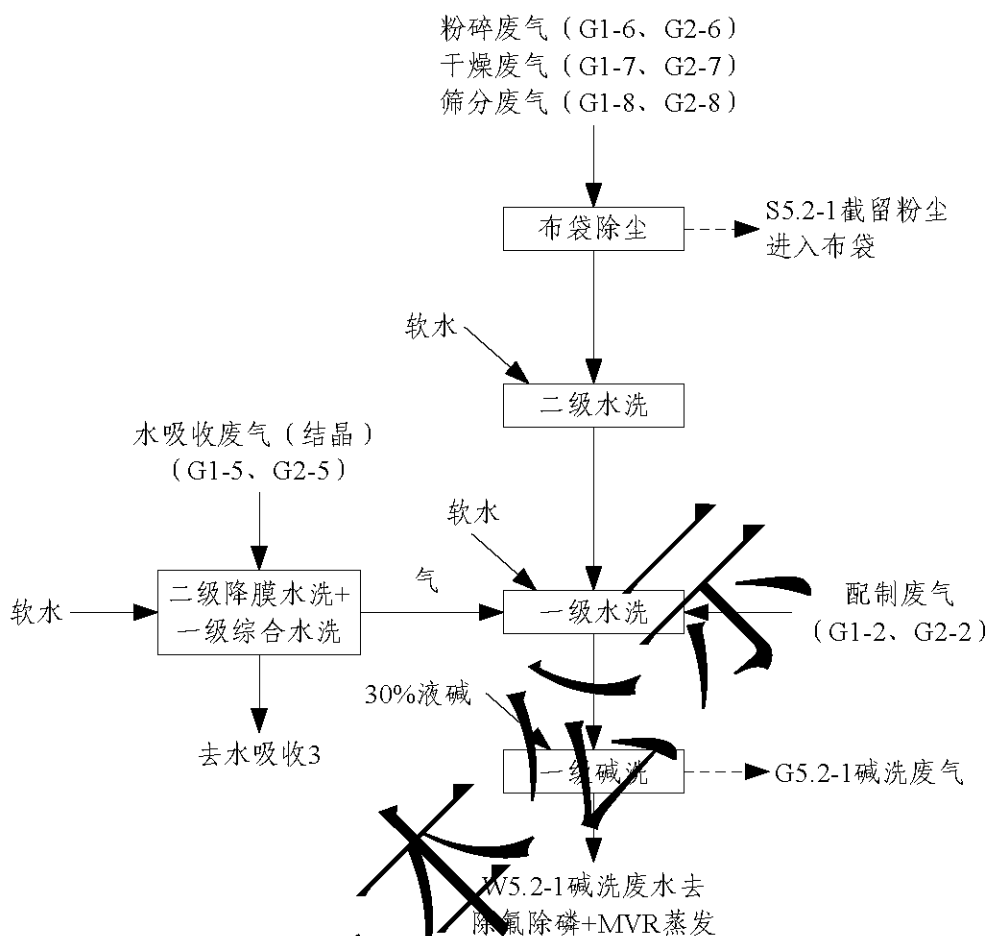 粉碎废气（G1-6、G2-6）
干燥废气（G1-7、G2-7）
筛分废气（G1-8、G2-8）
布袋除尘
S5.2-1截留粉尘
进入布袋
软水
二级水洗
水吸收废气（结晶）
（G1-5、G2-5）
软水
气
软水
二级降膜水洗+
一级综合水洗
一级水洗
配制废气
（G1-2、G2-2）
30%液碱
去水吸收3
一级碱洗
G5.2-1碱洗废气
W5.2-1碱洗废水去
除氟除磷+MVR蒸发